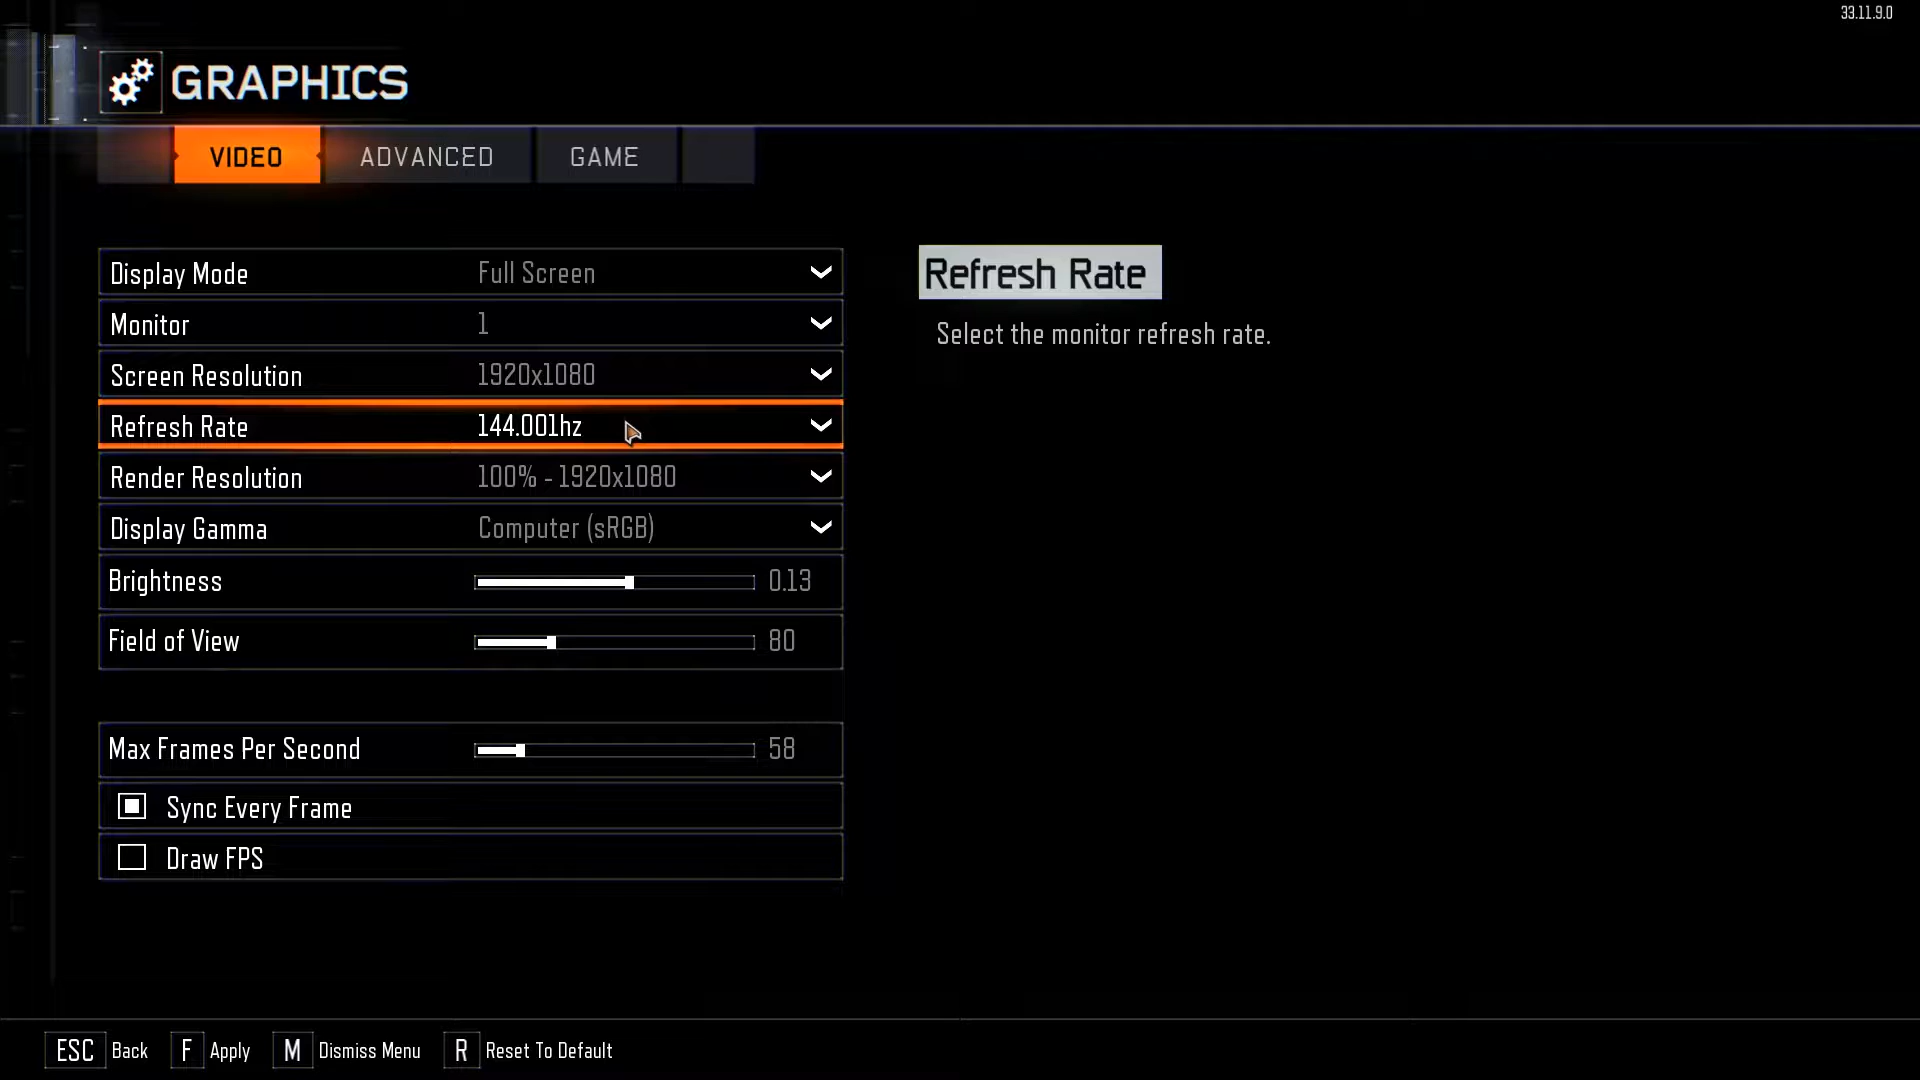 33.11.9.0
GRAPHICS
VIDEO ADVANCED GAME
Display Mode Full Screen
Monitor 1
Screen Resolution 1920x1080
Refresh Rate 144.001hz
Render Resolution 100% - 1920x1080
Display Gamma Computer (sRGB)
Brightness 0.13
Field of View 80
Max Frames Per Second 58
Sync Every Frame
Draw FPS
Refresh Rate
Select the monitor refresh rate.
ESC Back F Apply M Dismiss Menu R Reset To Default